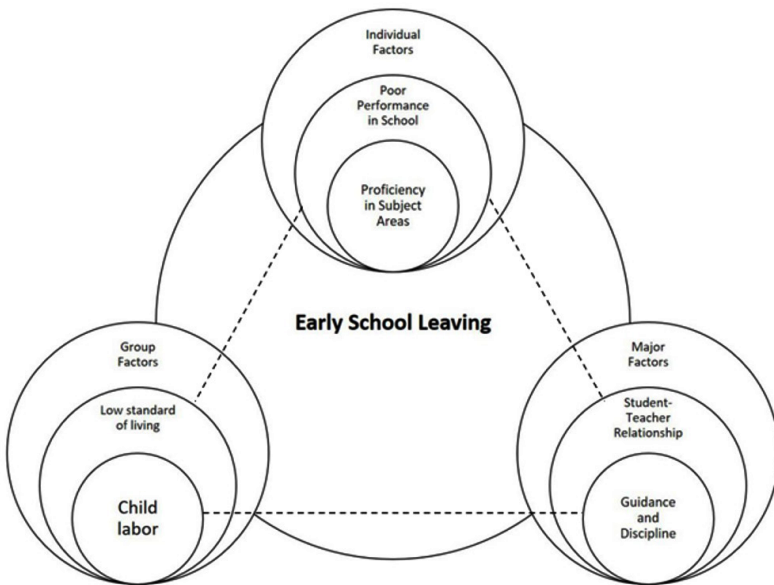 Individual
Factors
Poor
Performance
in School
Proficiency
in Subject
Areas
Early School Leaving
Group
Factors
Low standard
of living
Child
labor
Major
Factors
Student-
Teacher
Relationship
Guidance
and
Discipline